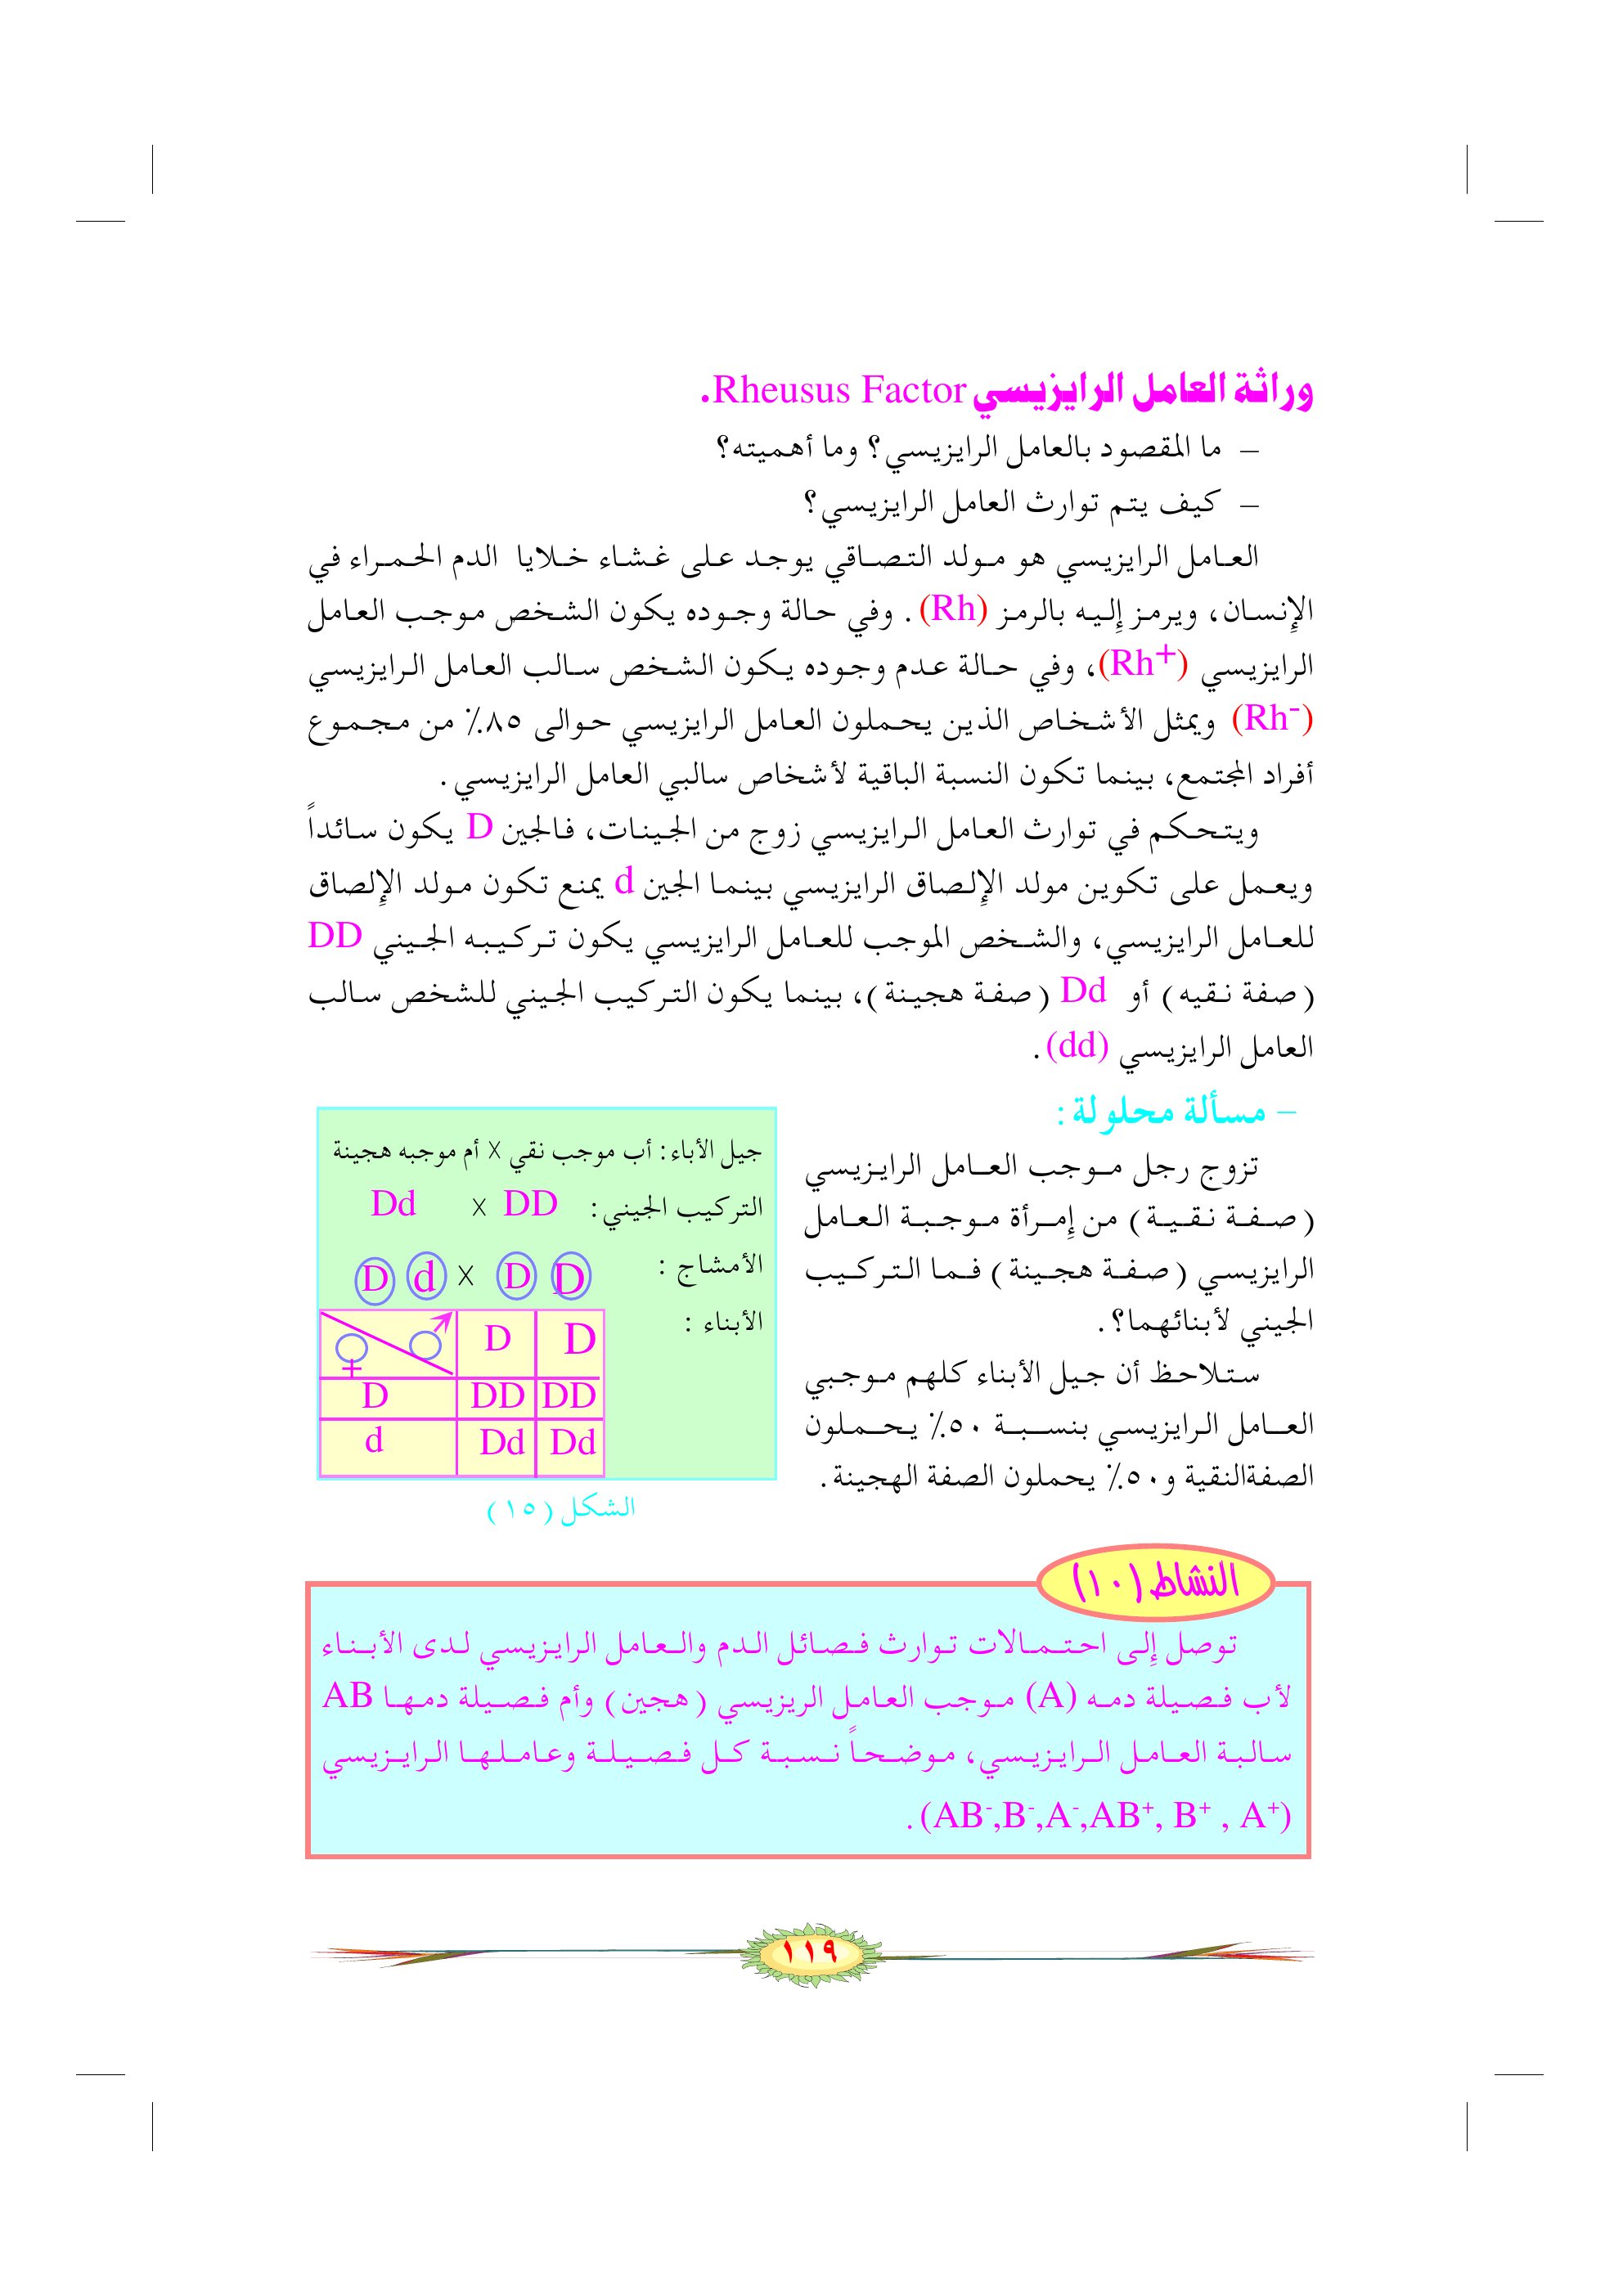 وراثة العامل الرايزيسي Rheusus Factor.
– ما المقصود بالعامل الرايزيسي؟ وما أهميته؟
– كيف يتم توارث العامل الرايزيسي؟
العامل الرايزيسي هو مولد التصاقي يوجد على غشاء خلايا الدم الحمراء في
الإنسان، ويرمز إليه بالرمز (Rh). وفي حالة وجوده يكون الشخص موجب العامل
الرايزيسي (Rh+)، وفي حالة عدم وجوده يكون الشخص سالب العامل الرايزيسي
(Rh-) ويمثل الأشخاص الذين يحملون العامل الرايزيسي حوالى ٨٥٪ من مجموع
أفراد المجتمع، بينما تكون النسبة الباقية لأشخاص سالبي العامل الرايزيسي.
ويتحكم في توارث العامل الرايزيسي زوج من الجينات، فالجين D يكون سائداً
ويعمل على تكوين مولد الإلصاق الرايزيسي بينما الجين d يمنع تكون مولد الإلصاق
للعامل الرايزيسي، والشخص الموجب للعامل الرايزيسي يكون تركيبه الجيني DD
(صفة نقيه) أو Dd (صفة هجينة)، بينما يكون التركيب الجيني للشخص سالب
العامل الرايزيسي (dd).
– مسألة محلولة:
تزوج رجل موجب العامل الرايزيسي
(صفة نقية) من إمرأة موجبة العامل
الرايزيسي (صفة هجينة) فما التركيب
الجيني لأبنائهما؟.
ستلاحظ أن جيل الأبناء كلهم موجبي
العامل الرايزيسي بنسبة ٥٠٪ يحملون
الصفةالنقية و٥٠٪ يحملون الصفة الهجينة.
جيل الأباء: أب موجب نقي X أم موجبه هجينة
التركيب الجيني: DD X Dd
الأمشاج: D D X d D
الأبناء:
♀ ♂ D D
D DD DD
d Dd Dd
الشكل (١٥)
النشاط (١٠)
توصل إلى احتمالات توارث فصائل الدم والعامل الرايزيسي لدى الأبناء
لأب فصيلة دمه (A) موجب العامل الريزيسي (هجين) وأم فصيلة دمها AB
سالبة العامل الرايزيسي، موضحاً نسبة كل فصيلة وعاملها الرايزيسي
(A+ , B+ ,AB+,A-,B-,AB-).
١١٩